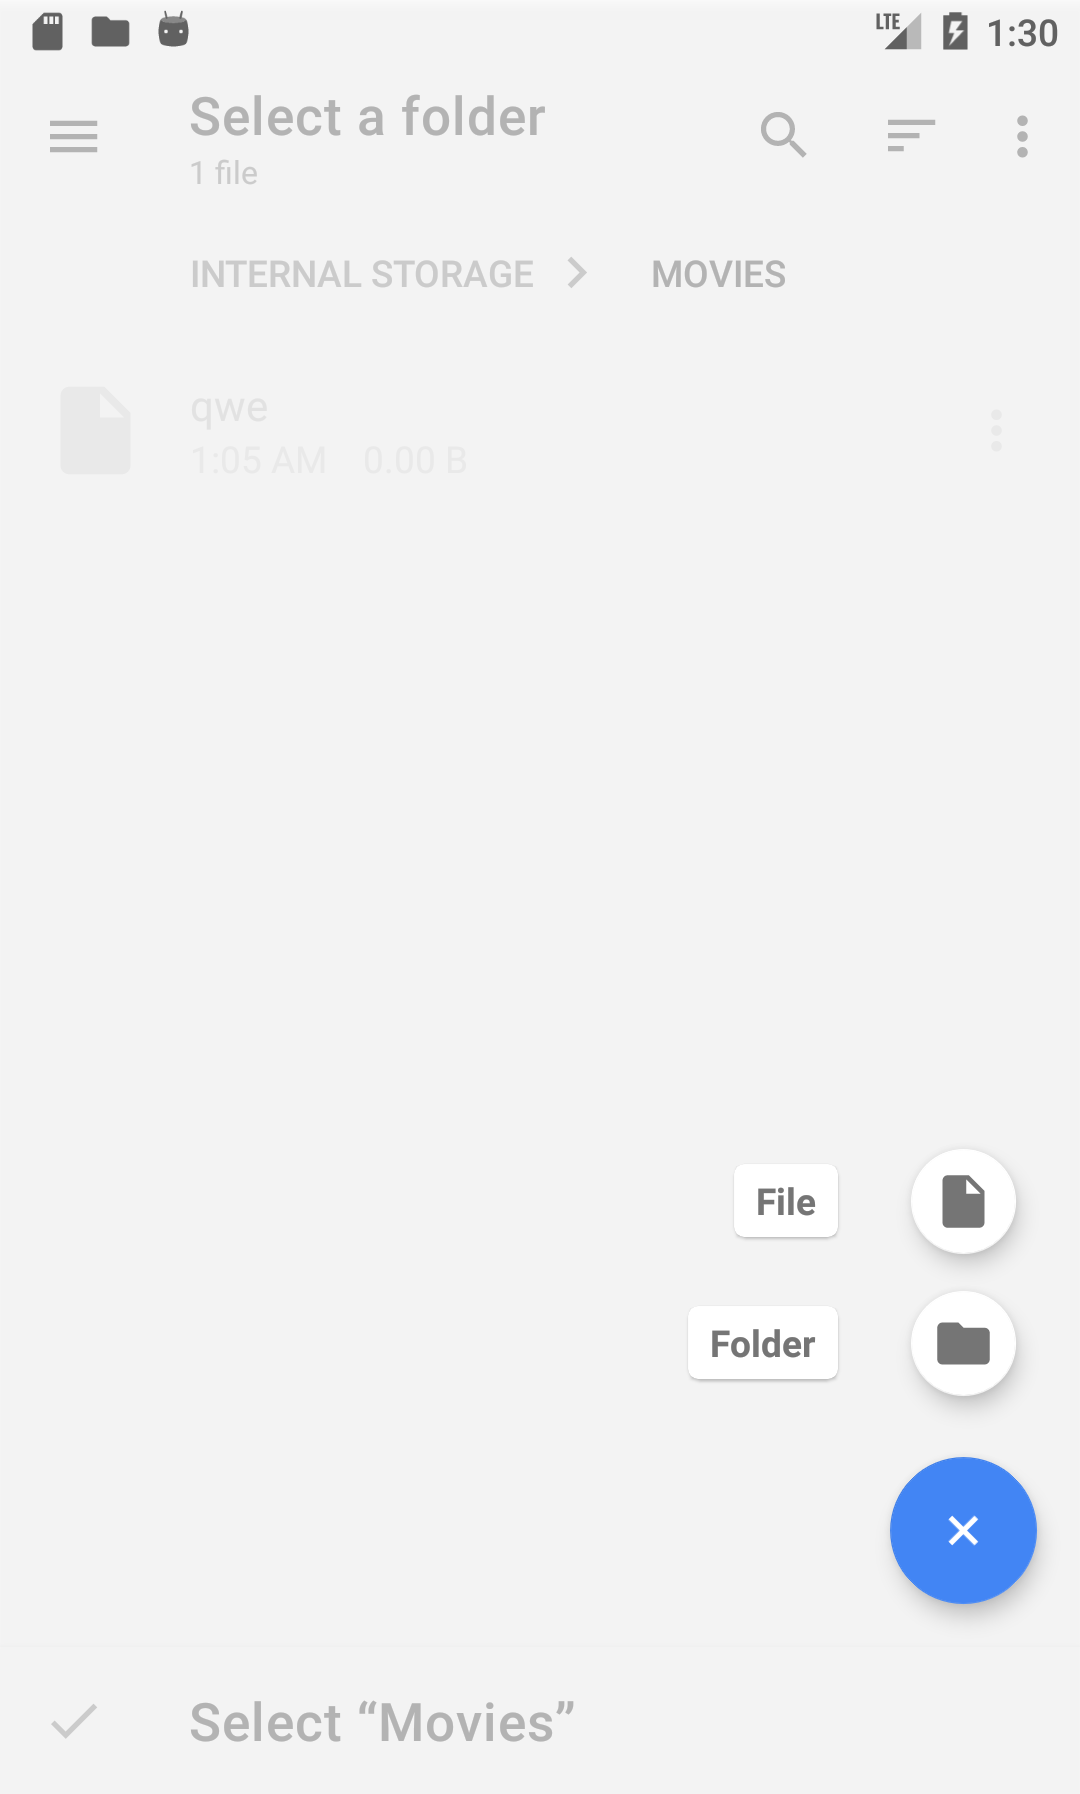 LTE 1:30
Select a folder
1 file
INTERNAL STORAGE MOVIES
qwe
1:05 AM 0.00 B
File
Folder
Select “Movies”